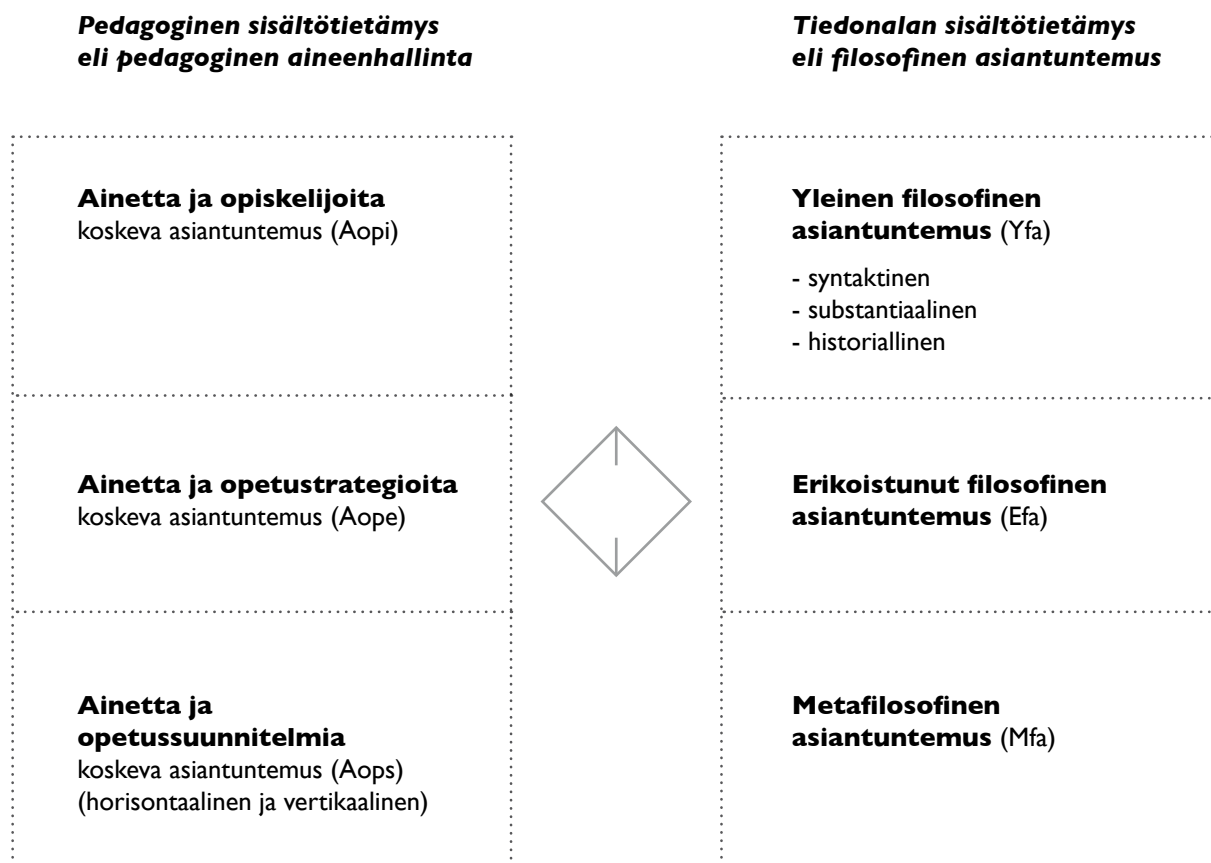 Pedagoginen sisältötietämys
eli pedagoginen aineenhallinta
Ainetta ja opiskelijoita
koskeva asiantuntemus (Aopi)
Ainetta ja opetustrategioita
koskeva asiantuntemus (Aope)
Ainetta ja
opetussuunnitelmia
koskeva asiantuntemus (Aops)
(horisontaalinen ja vertikaalinen)
Tiedonalan sisältötietämys
eli filosofinen asiantuntemus
Yleinen filosofinen
asiantuntemus (Yfa)
- syntaktinen
- substantiaalinen
- historiallinen
Erikoistunut filosofinen
asiantuntemus (Efa)
Metafilosofinen
asiantuntemus (Mfa)